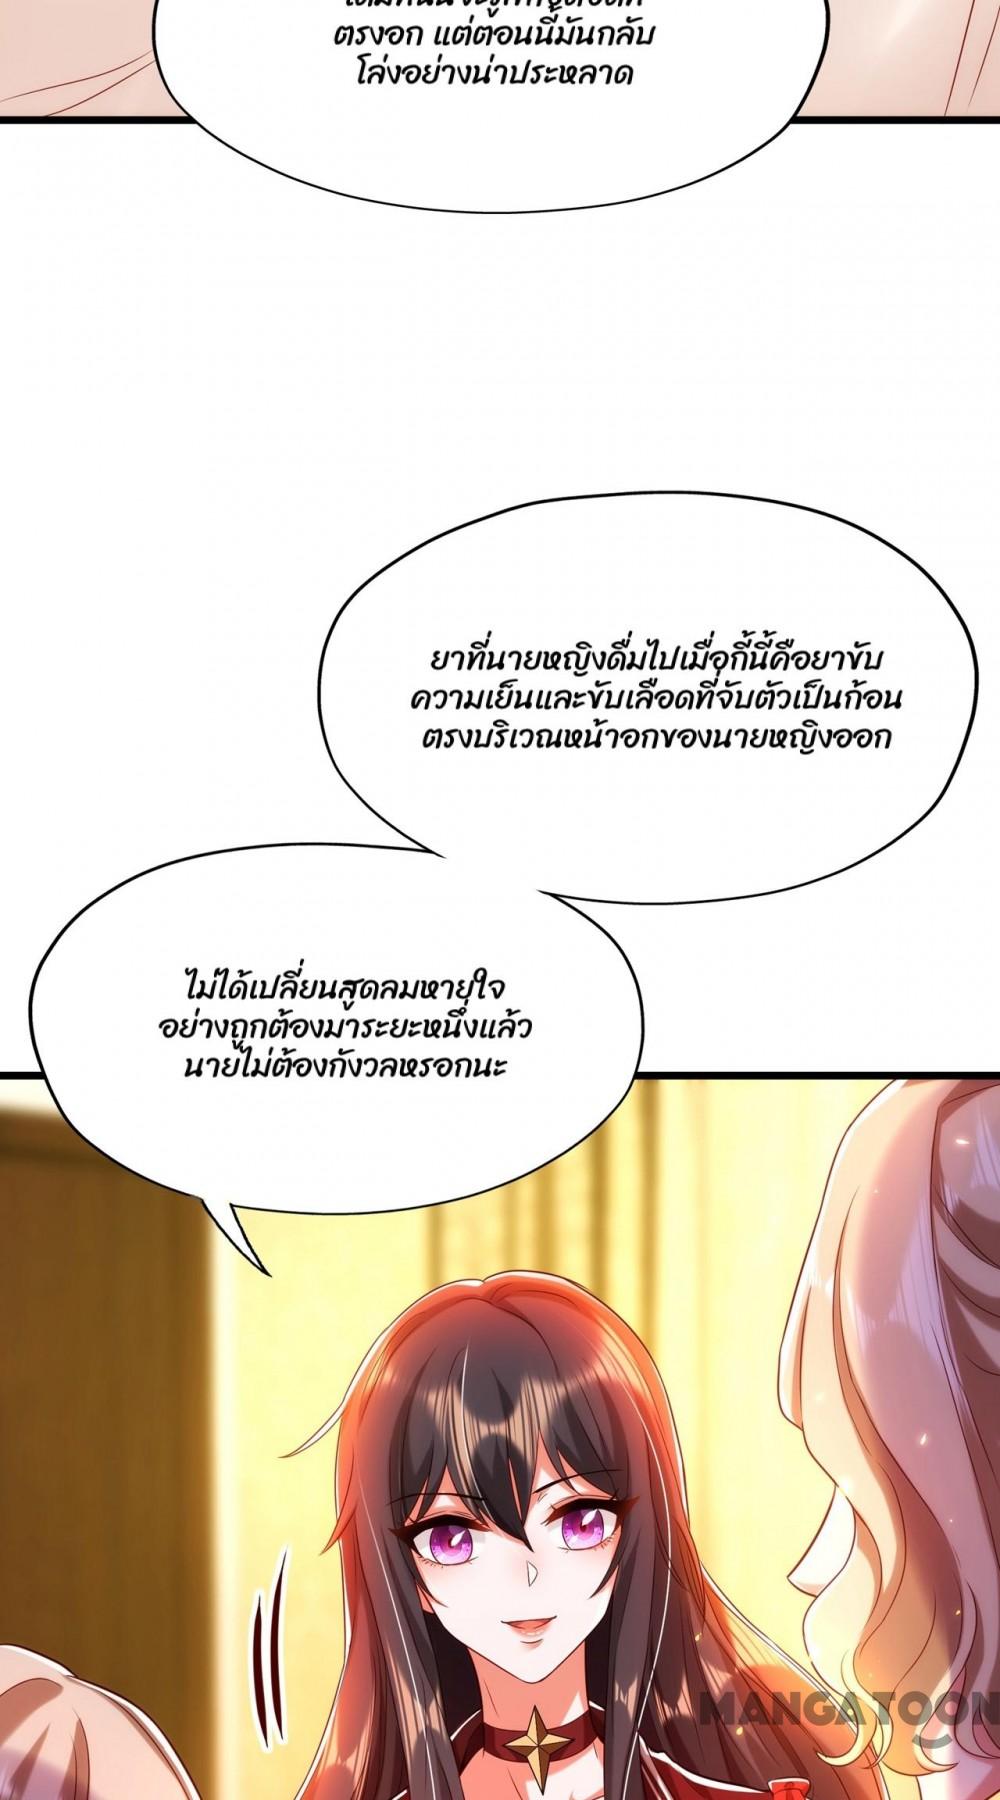 ตรงอก แต่ตอนนี้มันกลับ
โล่งอย่างน่าประหลาด
ยาที่นายหญิงดื่มไปเมื่อกี้นี้คือยาขับ
ความเย็นและขับเลือดที่จับตัวเป็นก้อน
ตรงบริเวณหน้าอกของนายหญิงออก
ไม่ได้เปลี่ยนสูดลมหายใจ
อย่างถูกต้องมาระยะหนึ่งแล้ว
นายไม่ต้องกังวลหรอกนะ
MANGATOON